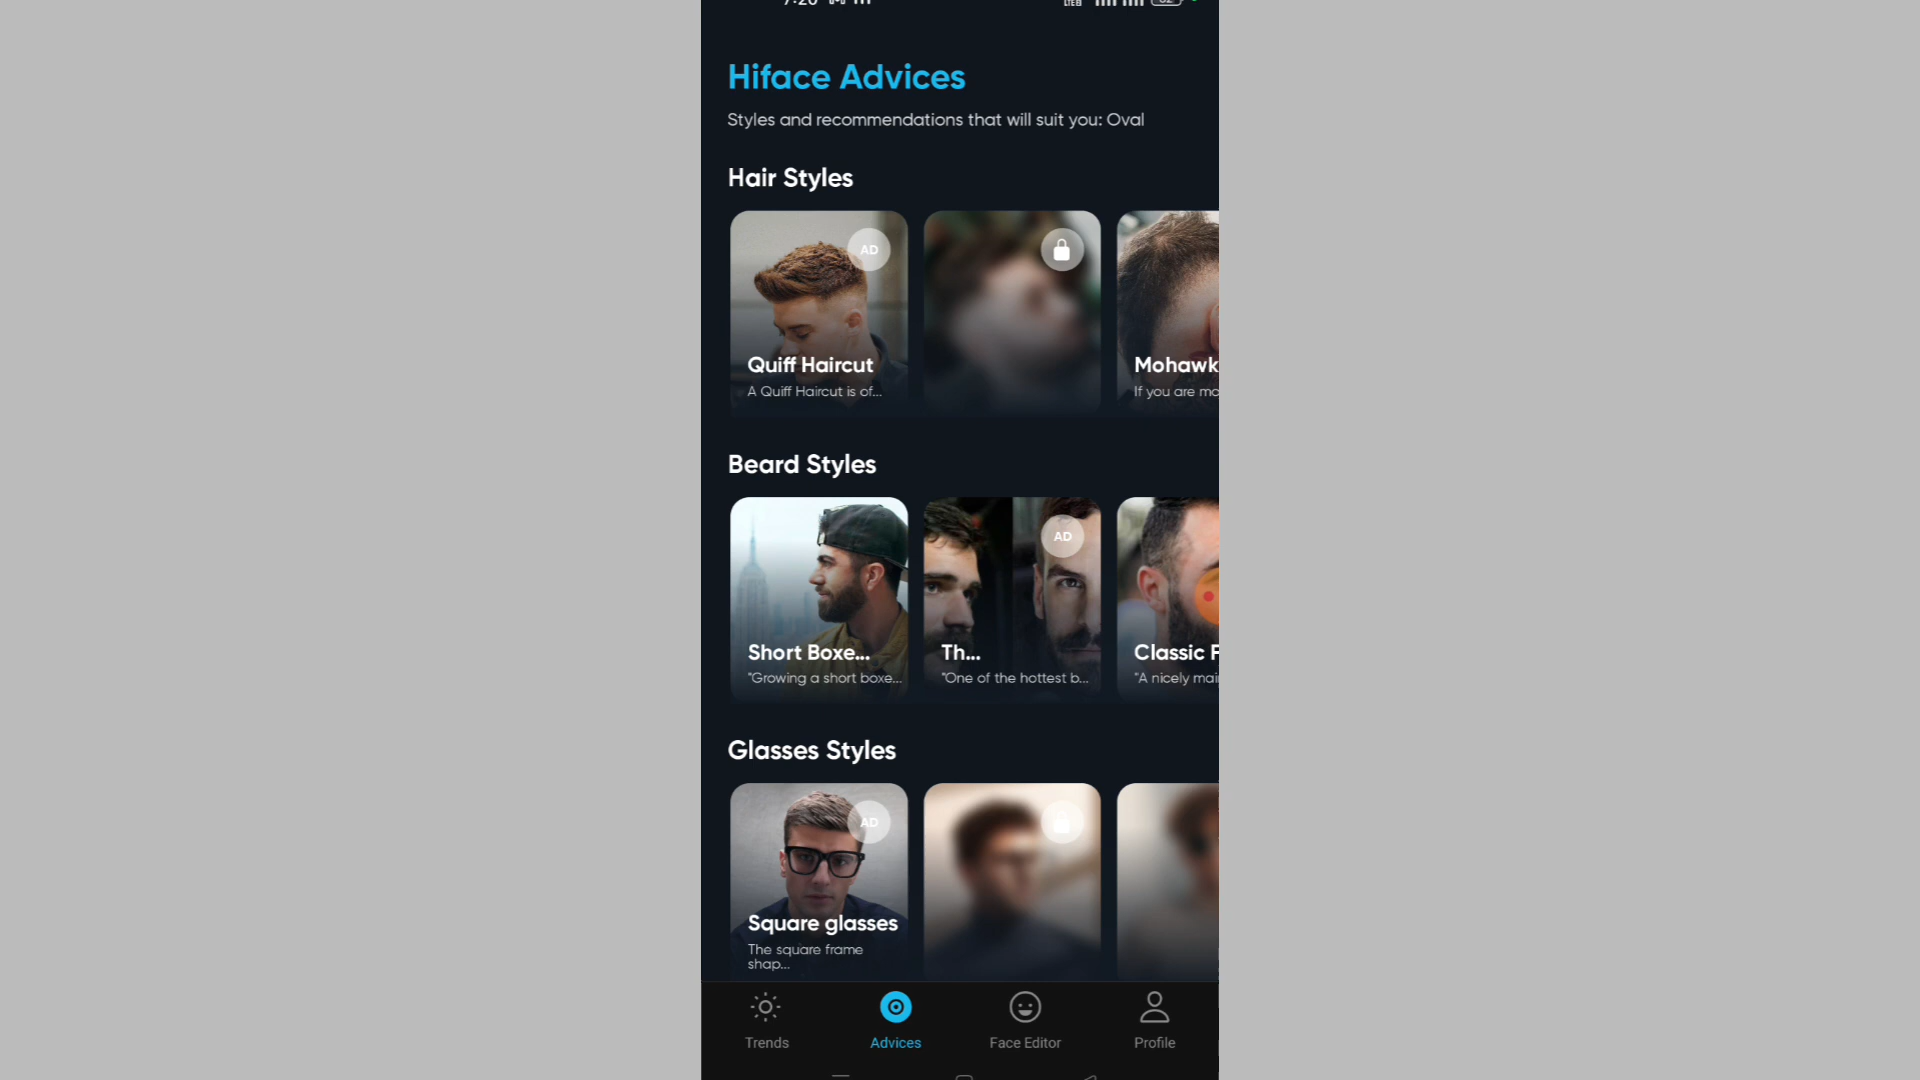 Hiface Advices
Styles and recommendations that will suit you: Oval
Hair Styles
AD
Quiff Haircut
A Quiff Haircut is of...
Mohawk
If you are mo
Beard Styles
AD
Short Boxe...
"Growing a short boxe...
Th...
"One of the hottest b...
Classic F
"A nicely mai
Glasses Styles
AD
Square glasses
The square frame
shap...
Trends
Advices
Face Editor
Profile